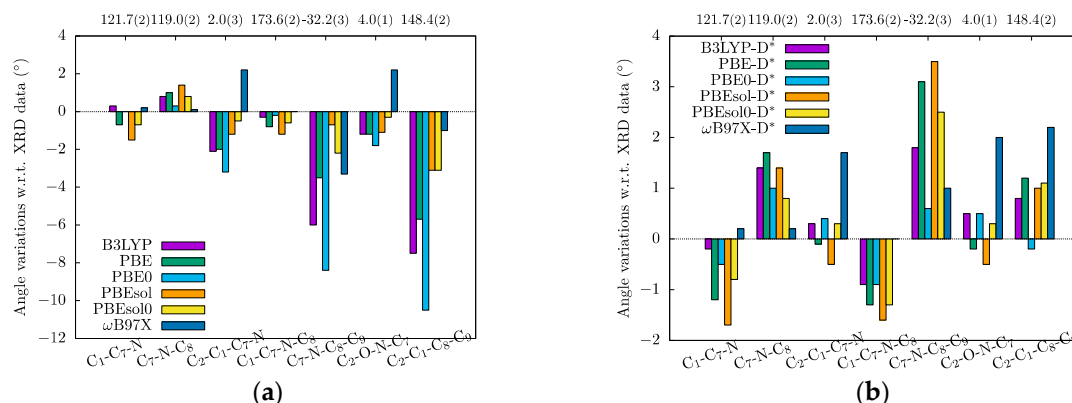 121.7(2) 119.0(2) 2.0(3) 173.6(2) -32.2(3) 4.0(1) 148.4(2)
4
2
0
−2
−4
−6
−8
−10
−12
Angle variations w.r.t. XRD data (°)
B3LYP
PBE
PBE0
PBEsol
PBEsol0
ωB97X
C₁-C₇-N
C₇-N-C₈
C₂-C₁-C₇-N
C₁-C₇-N-C₈
C₇-N-C₈-C₉
C₂-O-N-C₇
C₂-C₁-C₈-C₉
(a)
121.7(2) 119.0(2) 2.0(3) 173.6(2) -32.2(3) 4.0(1) 148.4(2)
4
3
2
1
0
−1
−2
Angle variations w.r.t. XRD data (°)
B3LYP-D*
PBE-D*
PBE0-D*
PBEsol-D*
PBEsol0-D*
ωB97X-D*
C₁-C₇-N
C₇-N-C₈
C₂-C₁-C₇-N
C₁-C₇-N-C₈
C₇-N-C₈-C₉
C₂-O-N-C₇
(b)